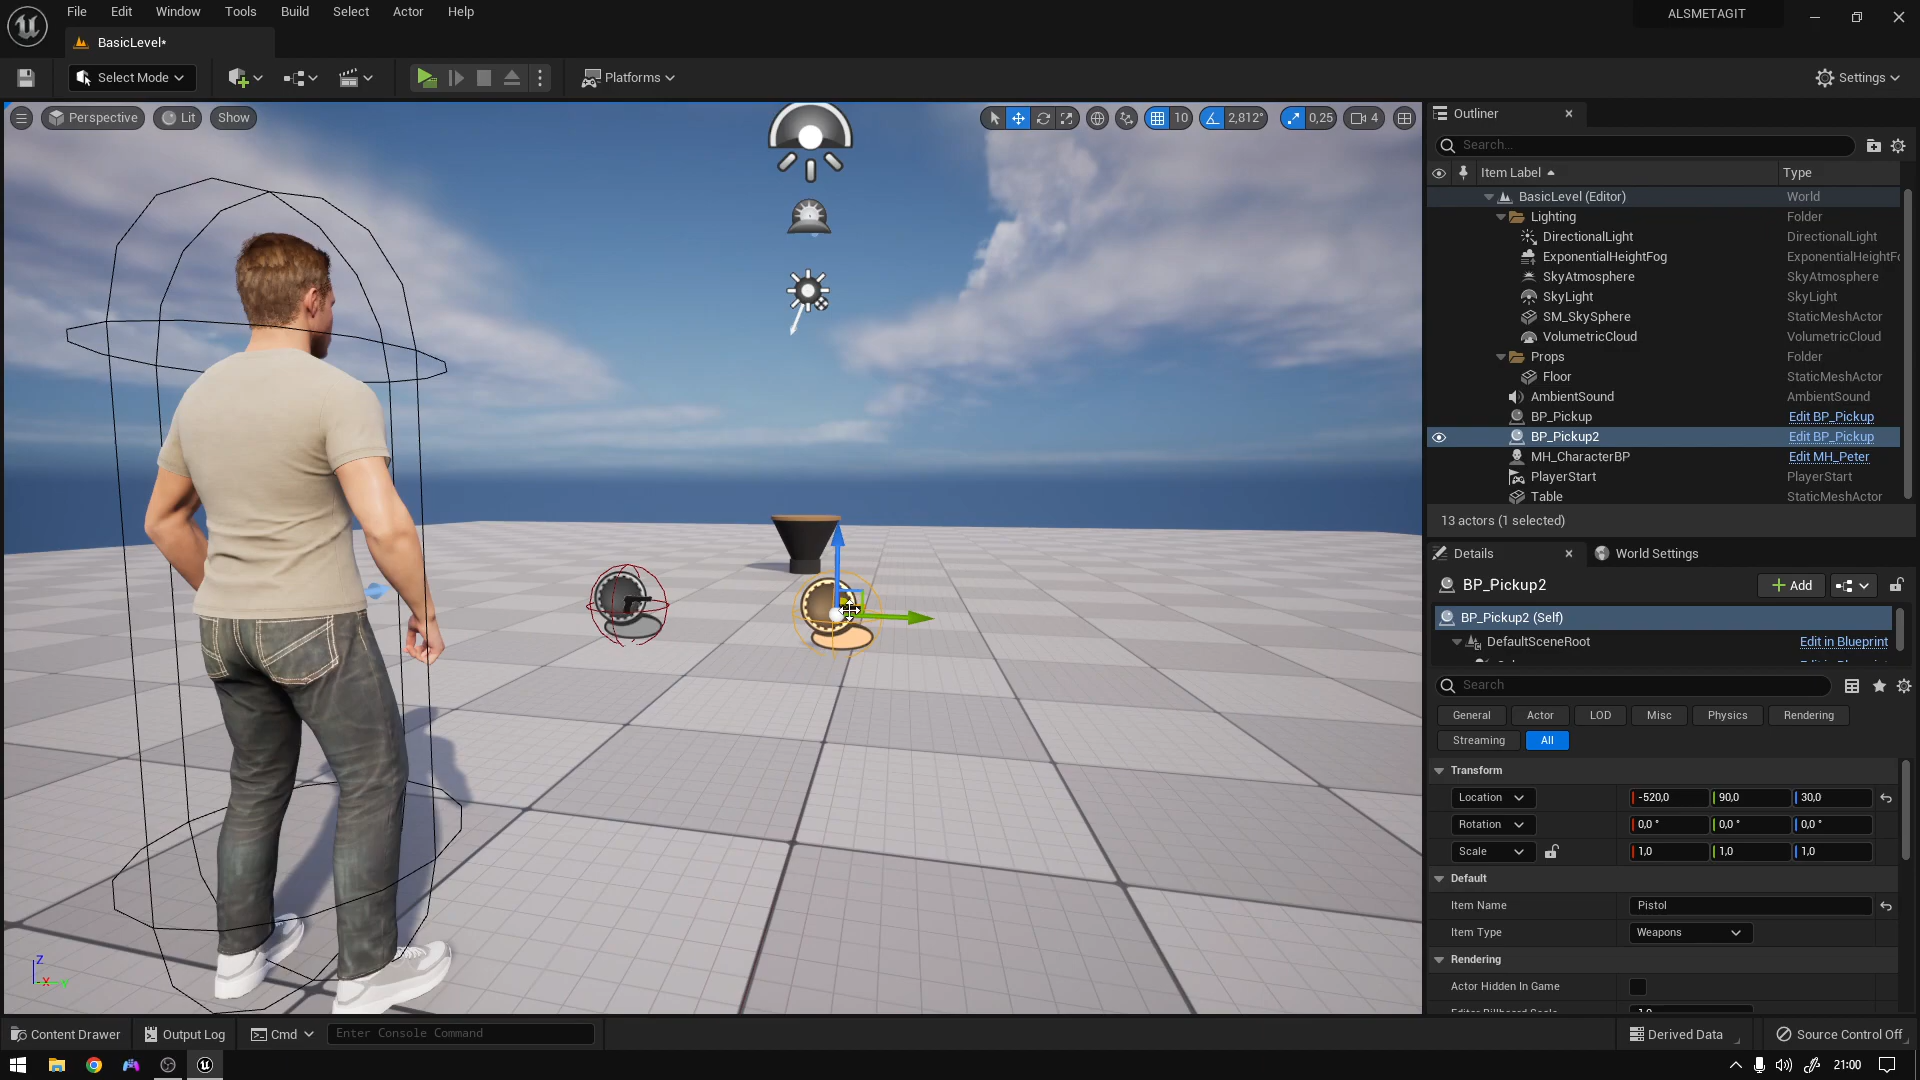 File Edit Window Tools Build Select Actor Help
ALSMETAGIT
BasicLevel*
Select Mode
Platforms
Settings
Perspective
Lit
Show
10
2,812°
0,25
4
Outliner
Search...
Item Label
Type
BasicLevel (Editor) World
Lighting Folder
DirectionalLight DirectionalLight
ExponentialHeightFog ExponentialHeightFo
SkyAtmosphere SkyAtmosphere
SkyLight SkyLight
SM_SkySphere StaticMeshActor
VolumetricCloud VolumetricCloud
Props Folder
Floor StaticMeshActor
AmbientSound AmbientSound
BP_Pickup Edit BP_Pickup
BP_Pickup2 Edit BP_Pickup
MH_CharacterBP Edit MH_Peter
PlayerStart PlayerStart
Table StaticMeshActor
13 actors (1 selected)
Details
World Settings
BP_Pickup2
Add
BP_Pickup2 (Self)
DefaultSceneRoot Edit in Blueprint
Search
General Actor LOD Misc Physics Rendering
Streaming All
Transform
Location -520,0 90,0 30,0
Rotation 0,0 ° 0,0 ° 0,0 °
Scale 1,0 1,0 1,0
Default
Item Name Pistol
Item Type Weapons
Rendering
Actor Hidden In Game
Z
X
Y
Content Drawer
Output Log
Cmd
Enter Console Command
Derived Data
Source Control Off
21:00